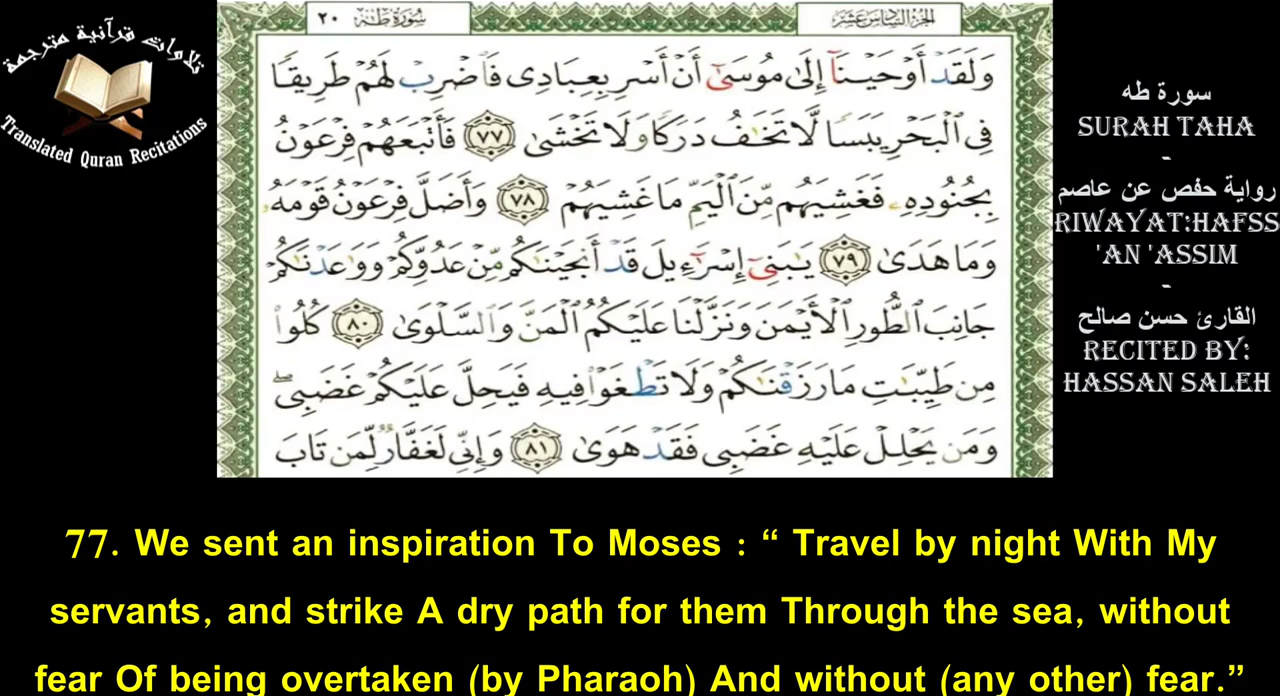 تلاوات قرآنية مترجمة
Translated Quran Recitations
سورة طه ٢٠
الجزء السادس عشر
وَلَقَدْ أَوْحَيْنَآ إِلَىٰ مُوسَىٰٓ أَنْ أَسْرِ بِعِبَادِى فَٱضْرِبْ لَهُمْ طَرِيقًا
فِى ٱلْبَحْرِ يَبَسًا لَّا تَخَٰفُ دَرَكًا وَلَا تَخْشَىٰ ٧٧ فَأَتْبَعَهُمْ فِرْعَوْنُ
بِجُنُودِهِۦ فَغَشِيَهُم مِّنَ ٱلْيَمِّ مَا غَشِيَهُمْ ٧٨ وَأَضَلَّ فِرْعَوْنُ قَوْمَهُۥ
وَمَا هَدَىٰ ٧٩ يَٰبَنِىٓ إِسْرَٰٓءِيلَ قَدْ أَنجَيْنَٰكُم مِّنْ عَدُوِّكُمْ وَوَٰعَدْنَٰكُمْ
جَانِبَ ٱلطُّورِ ٱلْأَيْمَنَ وَنَزَّلْنَا عَلَيْكُمُ ٱلْمَنَّ وَٱلسَّلْوَىٰ ٨٠ كُلُوا۟
مِن طَيِّبَٰتِ مَا رَزَقْنَٰكُمْ وَلَا تَطْغَوْا۟ فِيهِ فَيَحِلَّ عَلَيْكُمْ غَضَبِى
وَمَن يَحْلِلْ عَلَيْهِ غَضَبِى فَقَدْ هَوَىٰ ٨١ وَإِنِّى لَغَفَّارٌ لِّمَن تَابَ
سورة طه
SURAH TAHA
-
رواية حفص عن عاصم
RIWAYAT:HAFSS
'AN 'ASSIM
-
القارئ حسن صالح
RECITED BY:
HASSAN SALEH
77. We sent an inspiration To Moses : “ Travel by night With My
servants, and strike A dry path for them Through the sea, without
fear Of being overtaken (by Pharaoh) And without (any other) fear.”